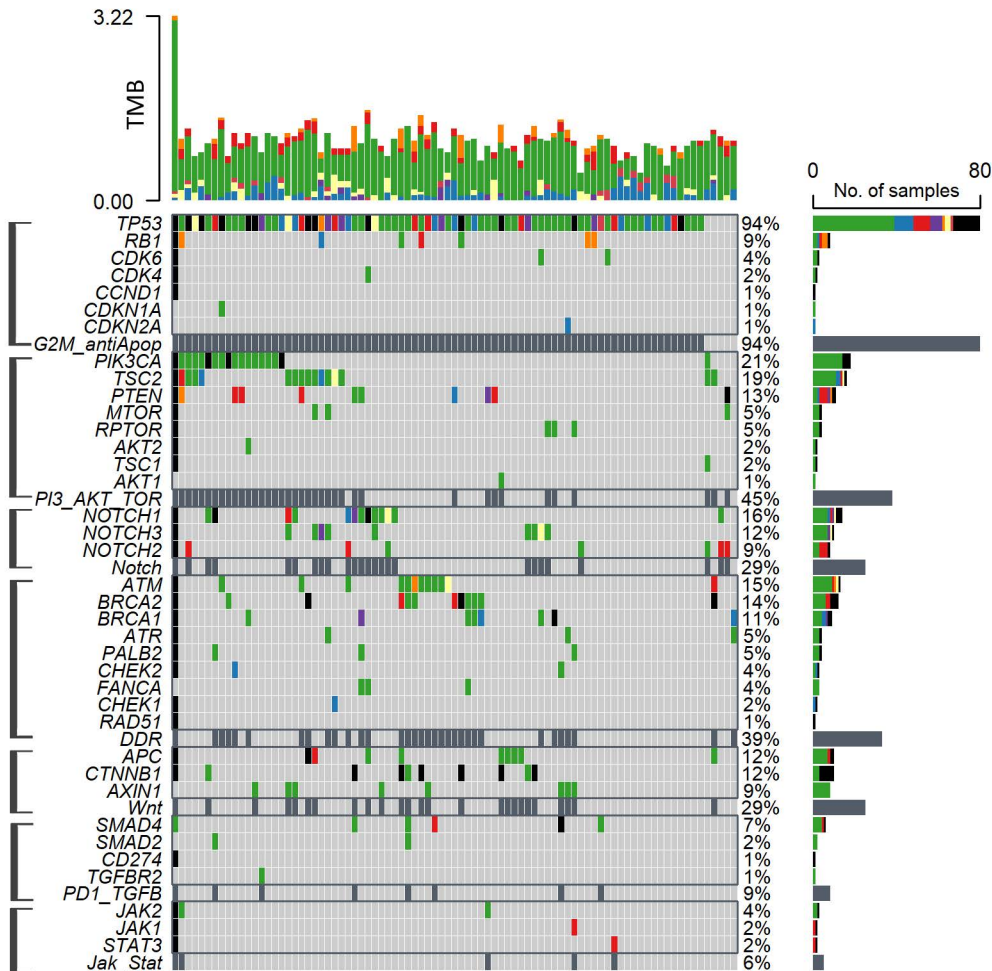 3.22
TMB
0.00
0 80
No. of samples
TP53 94%
RB1 9%
CDK6 4%
CDK4 2%
CCND1 1%
CDKN1A 1%
CDKN2A 1%
G2M_antiApop 94%
PIK3CA 21%
TSC2 19%
PTEN 13%
MTOR 5%
RPTOR 5%
AKT2 2%
TSC1 2%
AKT1 1%
PI3_AKT_TOR 45%
NOTCH1 16%
NOTCH3 12%
NOTCH2 9%
Notch 29%
ATM 15%
BRCA2 14%
BRCA1 11%
ATR 5%
PALB2 5%
CHEK2 4%
FANCA 4%
CHEK1 2%
RAD51 1%
DDR 39%
APC 12%
CTNNB1 12%
AXIN1 9%
Wnt 29%
SMAD4 7%
SMAD2 2%
CD274 1%
TGFBR2 1%
PD1_TGFB 9%
JAK2 4%
JAK1 2%
STAT3 2%
Jak_Stat 6%